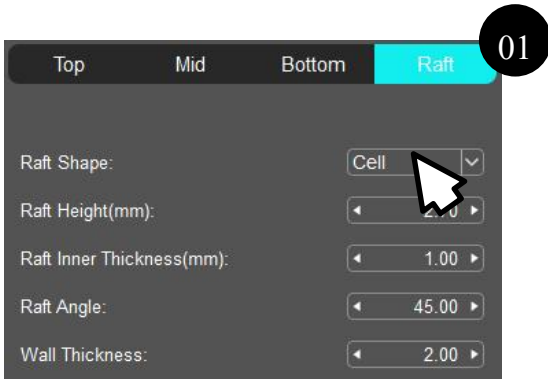 01
Top Mid Bottom Raft
Raft Shape: Cell
Raft Height(mm):
Raft Inner Thickness(mm): 1.00
Raft Angle: 45.00
Wall Thickness: 2.00